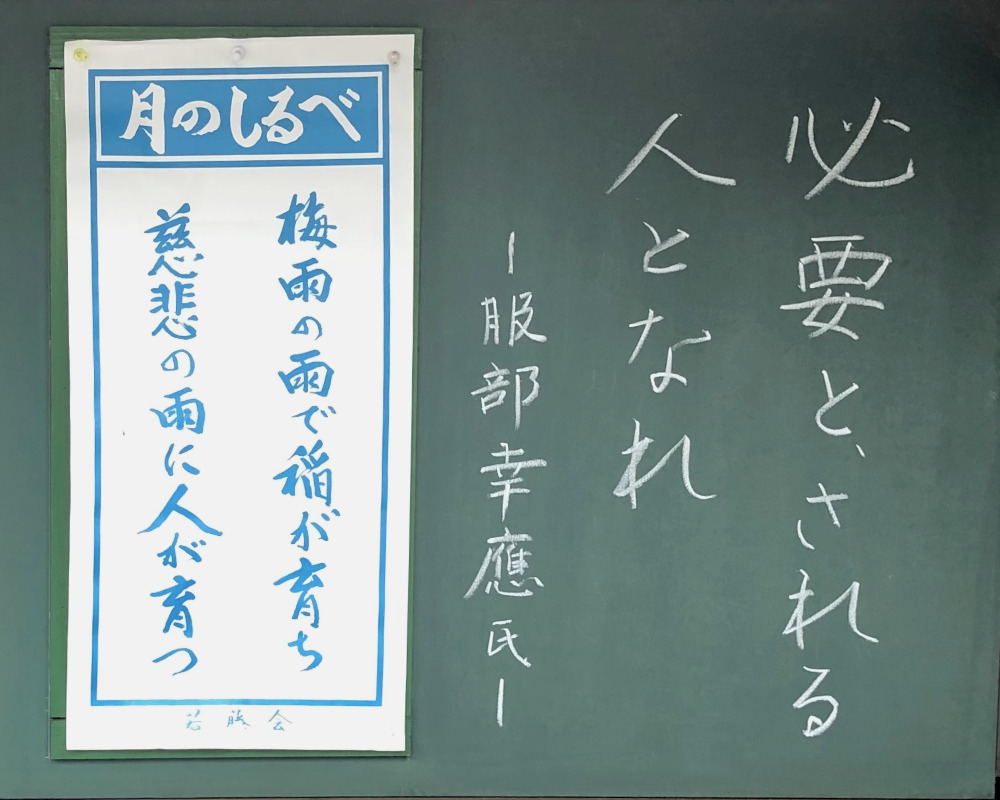 必要と、される
人となれ
ー服部幸應氏ー
月のしるべ
梅雨の雨で稲が育ち
慈悲の雨に人が育つ
若勝会